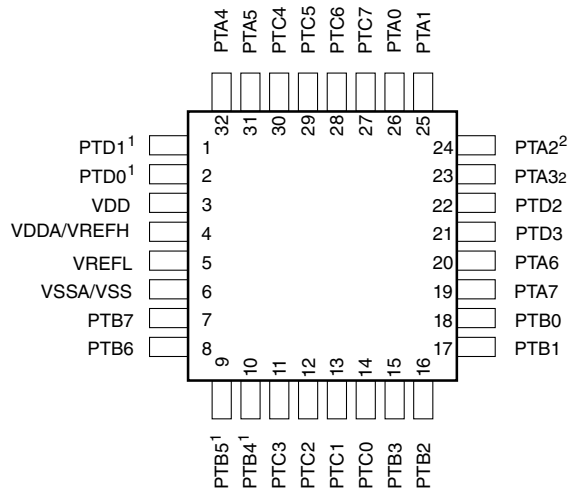 PTA4 PTA5 PTC4 PTC5 PTC6 PTC7 PTA0 PTA1
32 31 30 29 28 27 26 25
PTD1¹ 1 24 PTA2²
PTD0¹ 2 23 PTA32
VDD 3 22 PTD2
VDDA/VREFH 4 21 PTD3
VREFL 5 20 PTA6
VSSA/VSS 6 19 PTA7
PTB7 7 18 PTB0
PTB6 8 17 PTB1
9 10 11 12 13 14 15 16
PTB5¹ PTB4¹ PTC3 PTC2 PTC1 PTC0 PTB3 PTB2